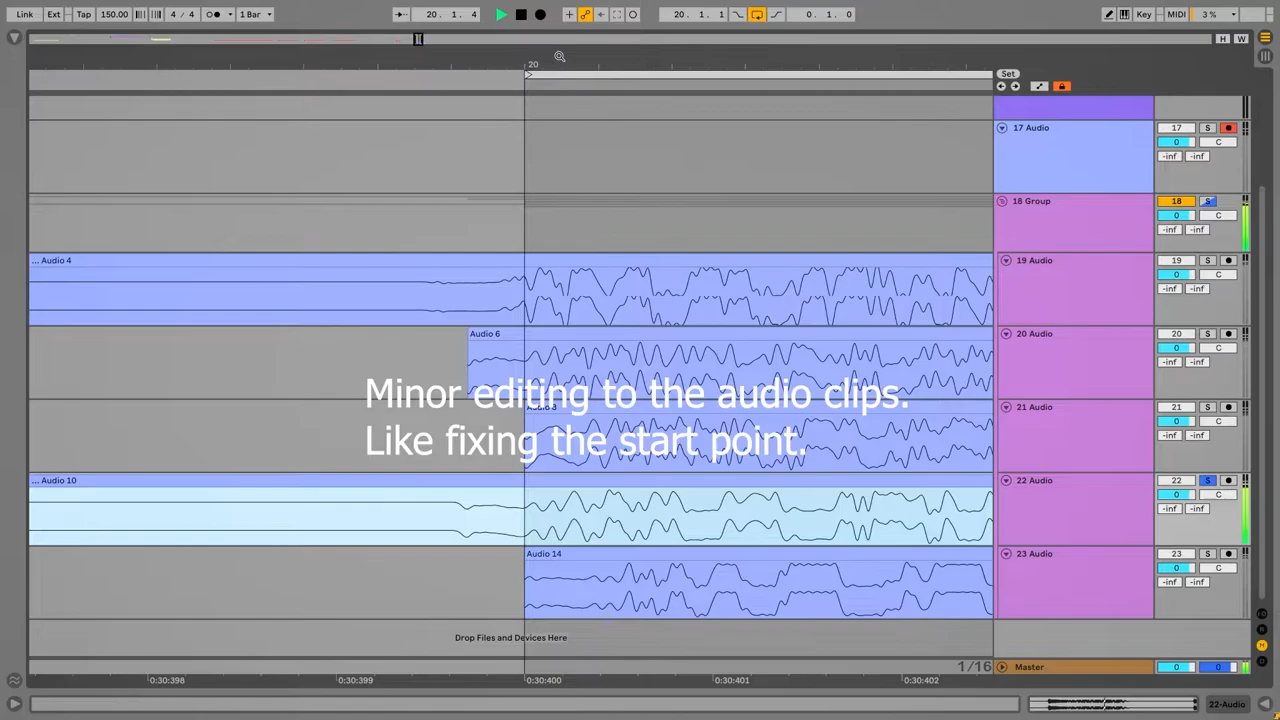 Link Ext Tap 150.00 4 / 4 1 Bar 20. 1. 4 20. 1. 1 0. 1. 0 Key MIDI 3 %
H W
20
Set
17 Audio 17 S
0 C
-inf -inf
18 Group 18 S
0 C
-inf -inf
... Audio 4 19 Audio 19 S
0 C
-inf -inf
Audio 6 20 Audio 20 S
0 C
-inf -inf
Minor editing to the audio clips.
Audio 8 21 Audio 21 S
0 C
Like fixing the start point.
-inf -inf
... Audio 10 22 Audio 22 S
0 C
-inf -inf
Audio 14 23 Audio 23 S
0 C
-inf -inf
Drop Files and Devices Here
1/16 Master 0 0
0:30:398 0:30:399 0:30:400 0:30:401 0:30:402
22-Audio